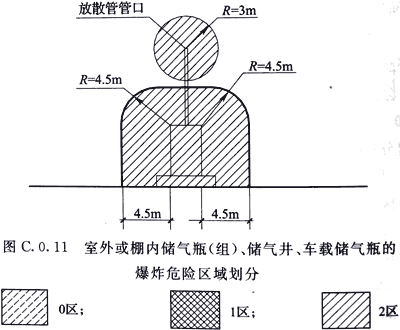 放散管管口
R=3m
R=4.5m
R=4.5m
4.5m
4.5m
图 C.0.11 室外或棚内储气瓶(组)、储气井、车载储气瓶的
爆炸危险区域划分
0区；
1区；
2区